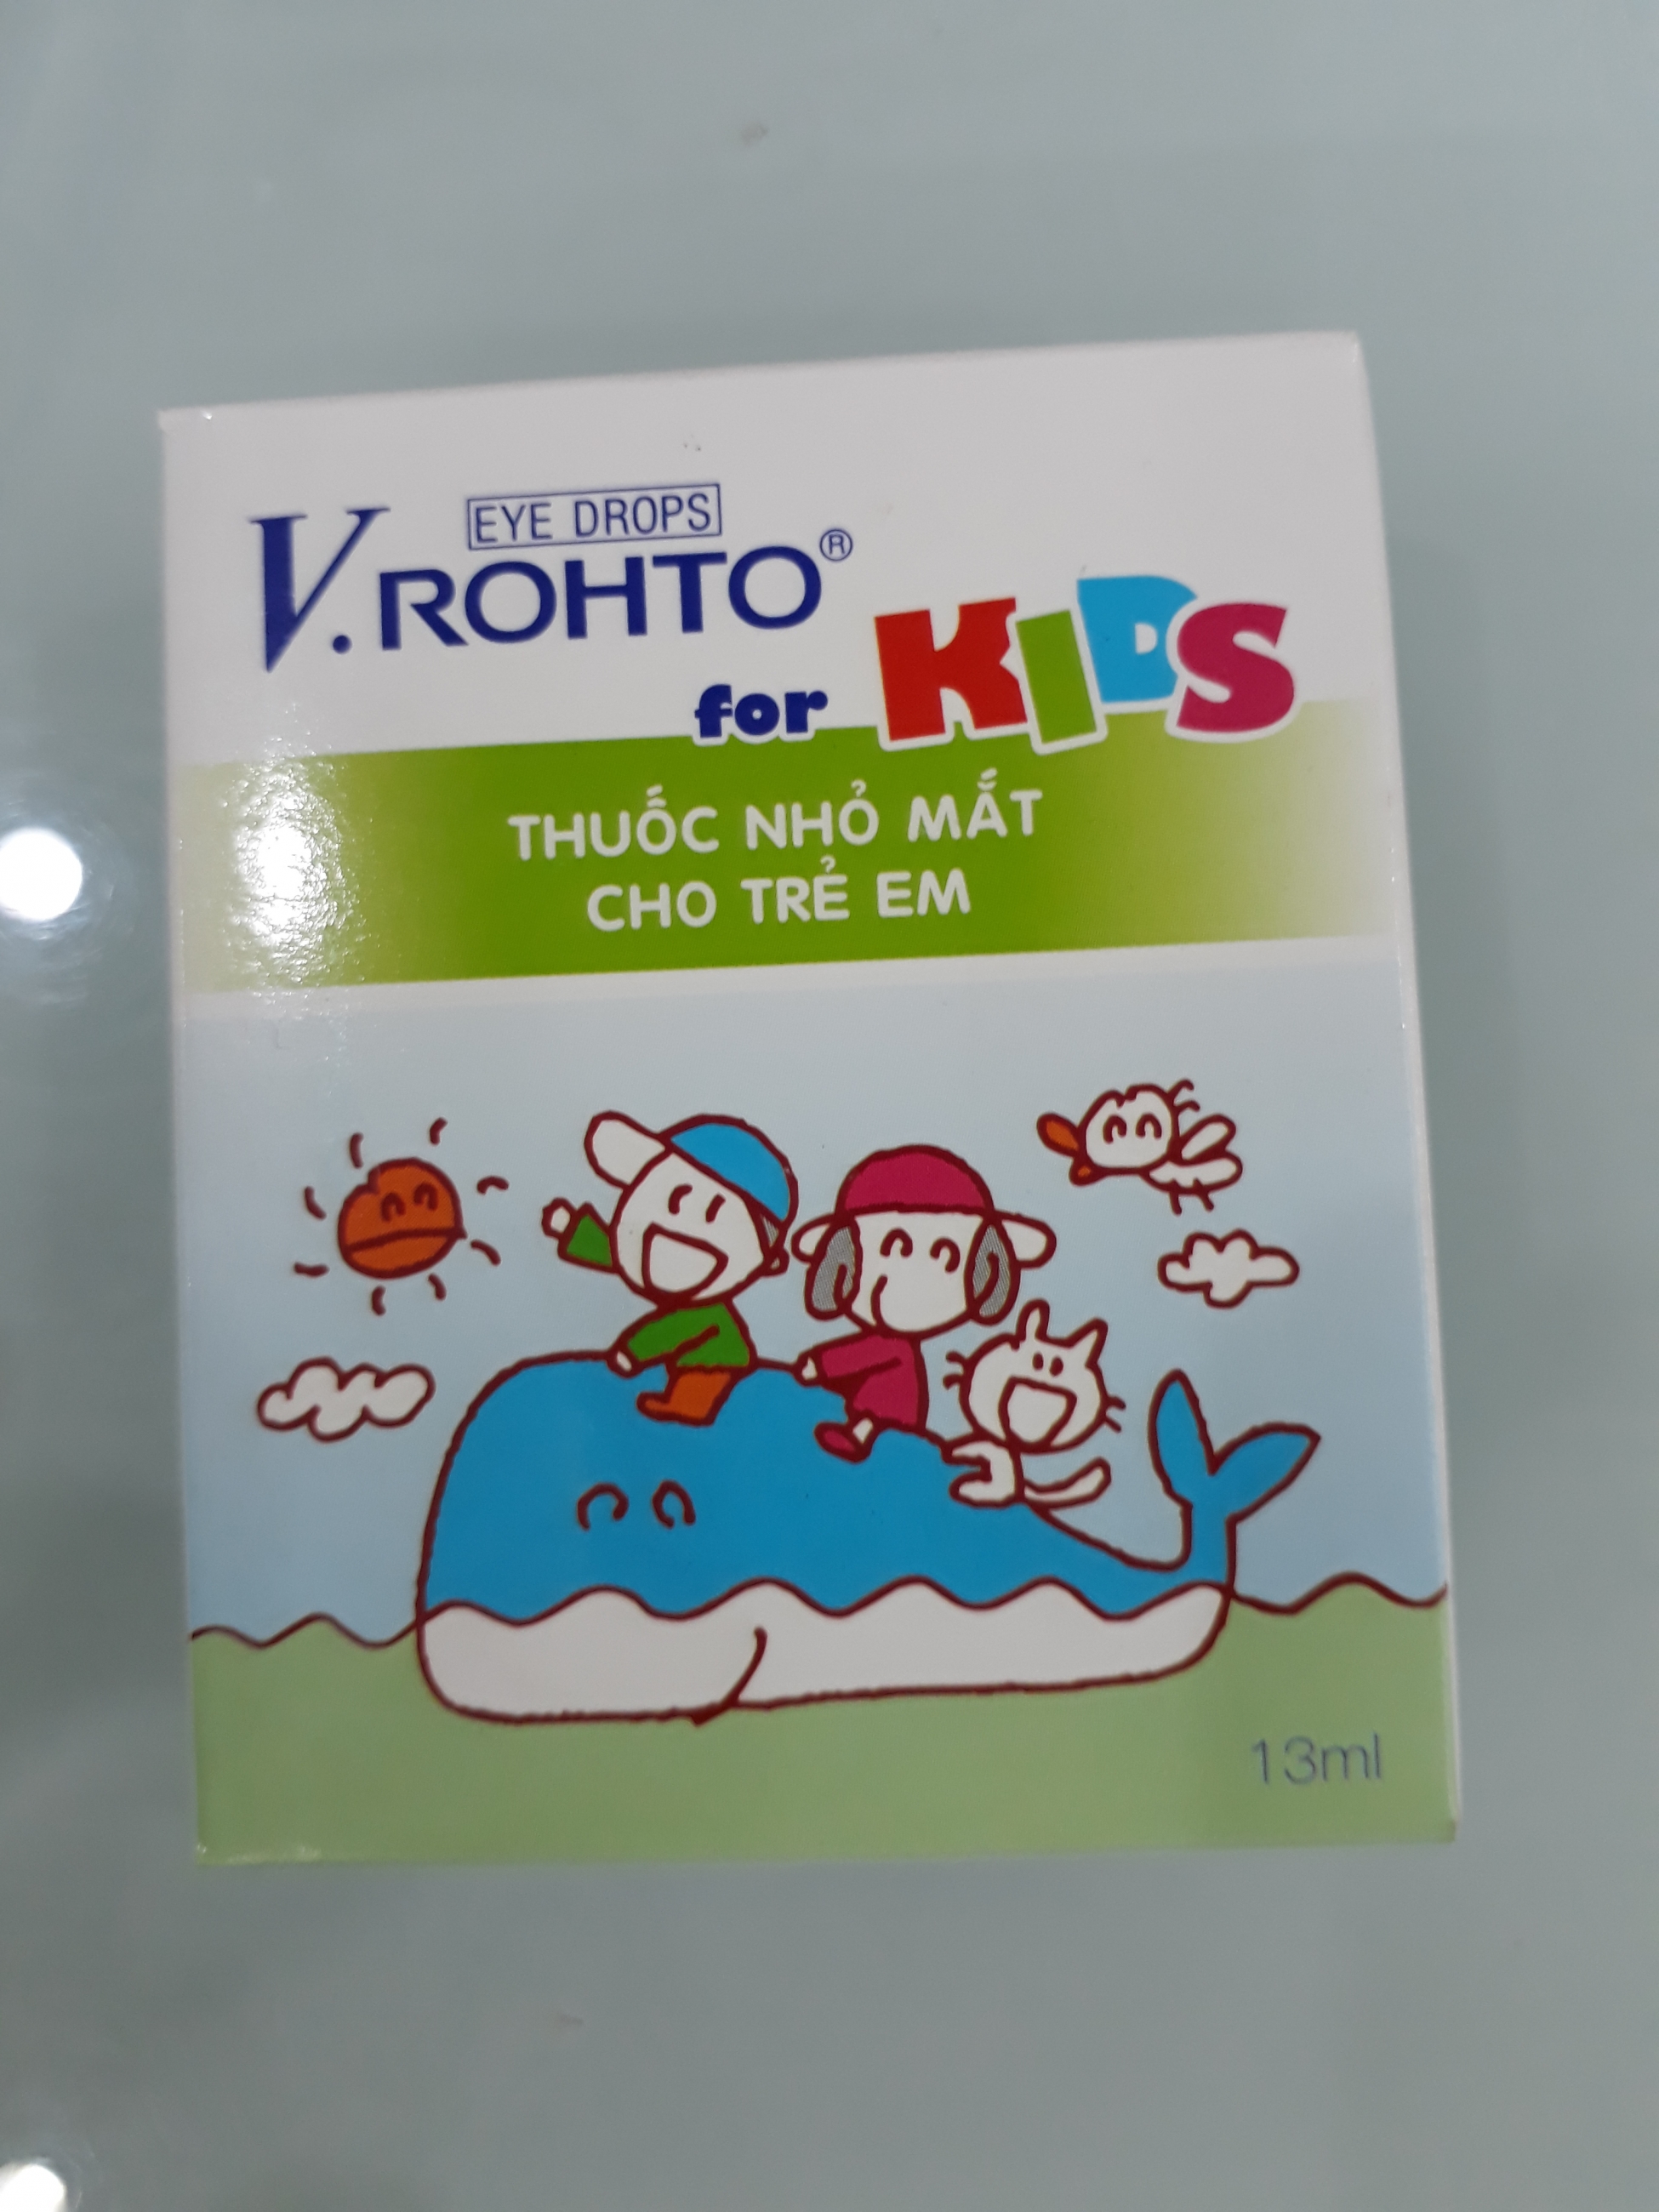 EYE DROPS
V.ROHTO®
for KIDS
THUỐC NHỎ MẮT
CHO TRẺ EM
13ml